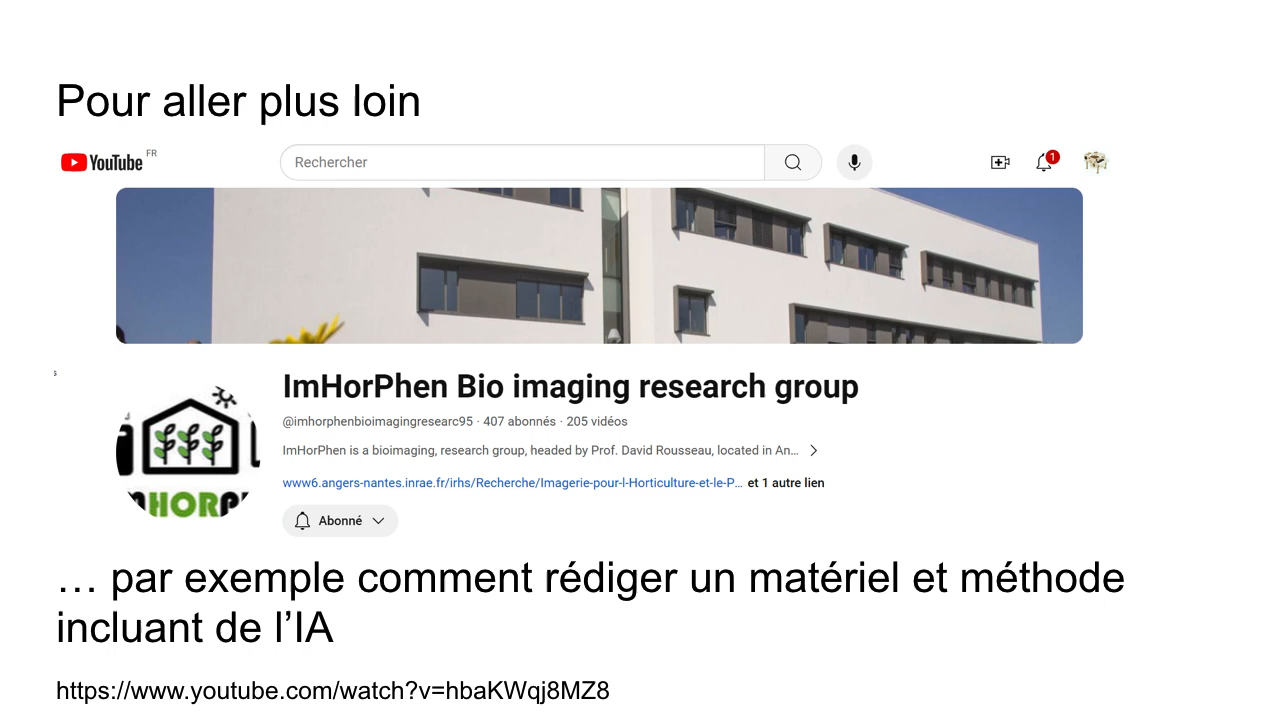 Pour aller plus loin
YouTube FR
Rechercher
1
ImHorPhen Bio imaging research group
@imhorphenbioimagingresearc95 · 407 abonnés · 205 vidéos
ImHorPhen is a bioimaging, research group, headed by Prof. David Rousseau, located in An...
www6.angers-nantes.inrae.fr/irhs/Recherche/Imagerie-pour-l-Horticulture-et-le-P... et 1 autre lien
Abonné
… par exemple comment rédiger un matériel et méthode
incluant de l’IA
https://www.youtube.com/watch?v=hbaKWqj8MZ8